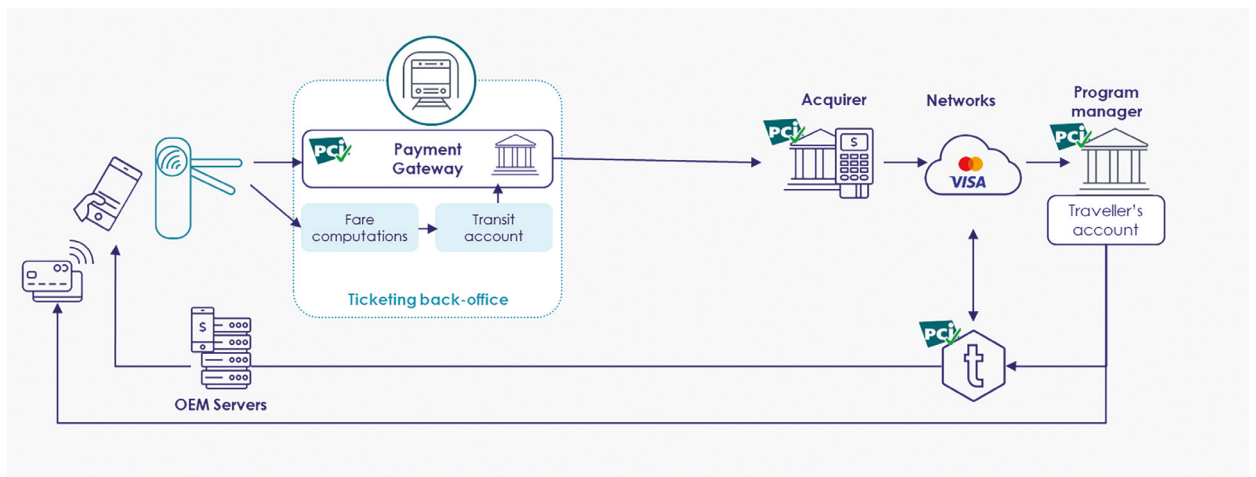 Acquirer
Networks
Program
manager
PCi
Payment
Gateway
PCi
$
VISA
PCi
Fare
computations
Transit
account
Traveller's
account
Ticketing back-office
$
PCi
t
OEM Servers